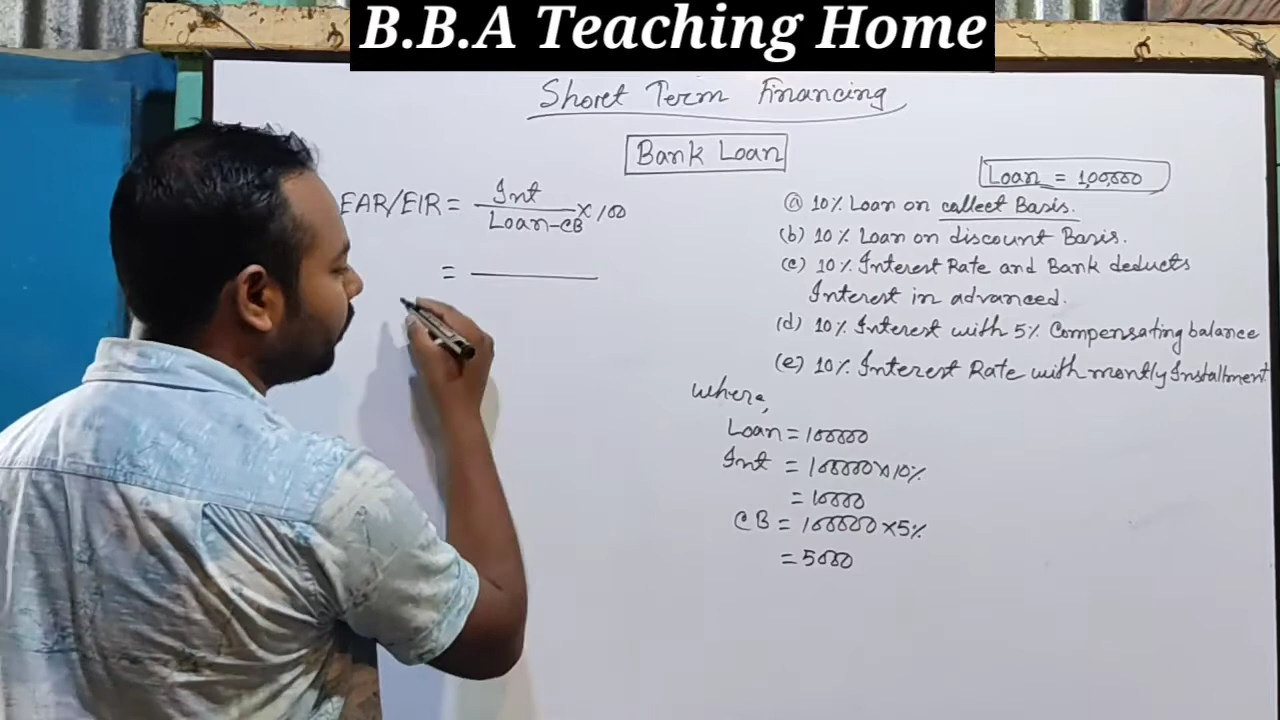 B.B.A Teaching Home
Short Term Financing
Bank Loan
Loan = 1,00,000
EAR/EIR = Int / Loan-CB × 100
=
(a) 10% Loan on collect Basis.
(b) 10% Loan on discount Basis.
(c) 10% Interest Rate and Bank deducts
Interest in advanced.
(d) 10% Interest with 5% Compensating balance
(e) 10% Interest Rate with montly Installment
where,
Loan = 100000
Int = 100000×10%
= 10000
CB = 100000×5%
= 5000